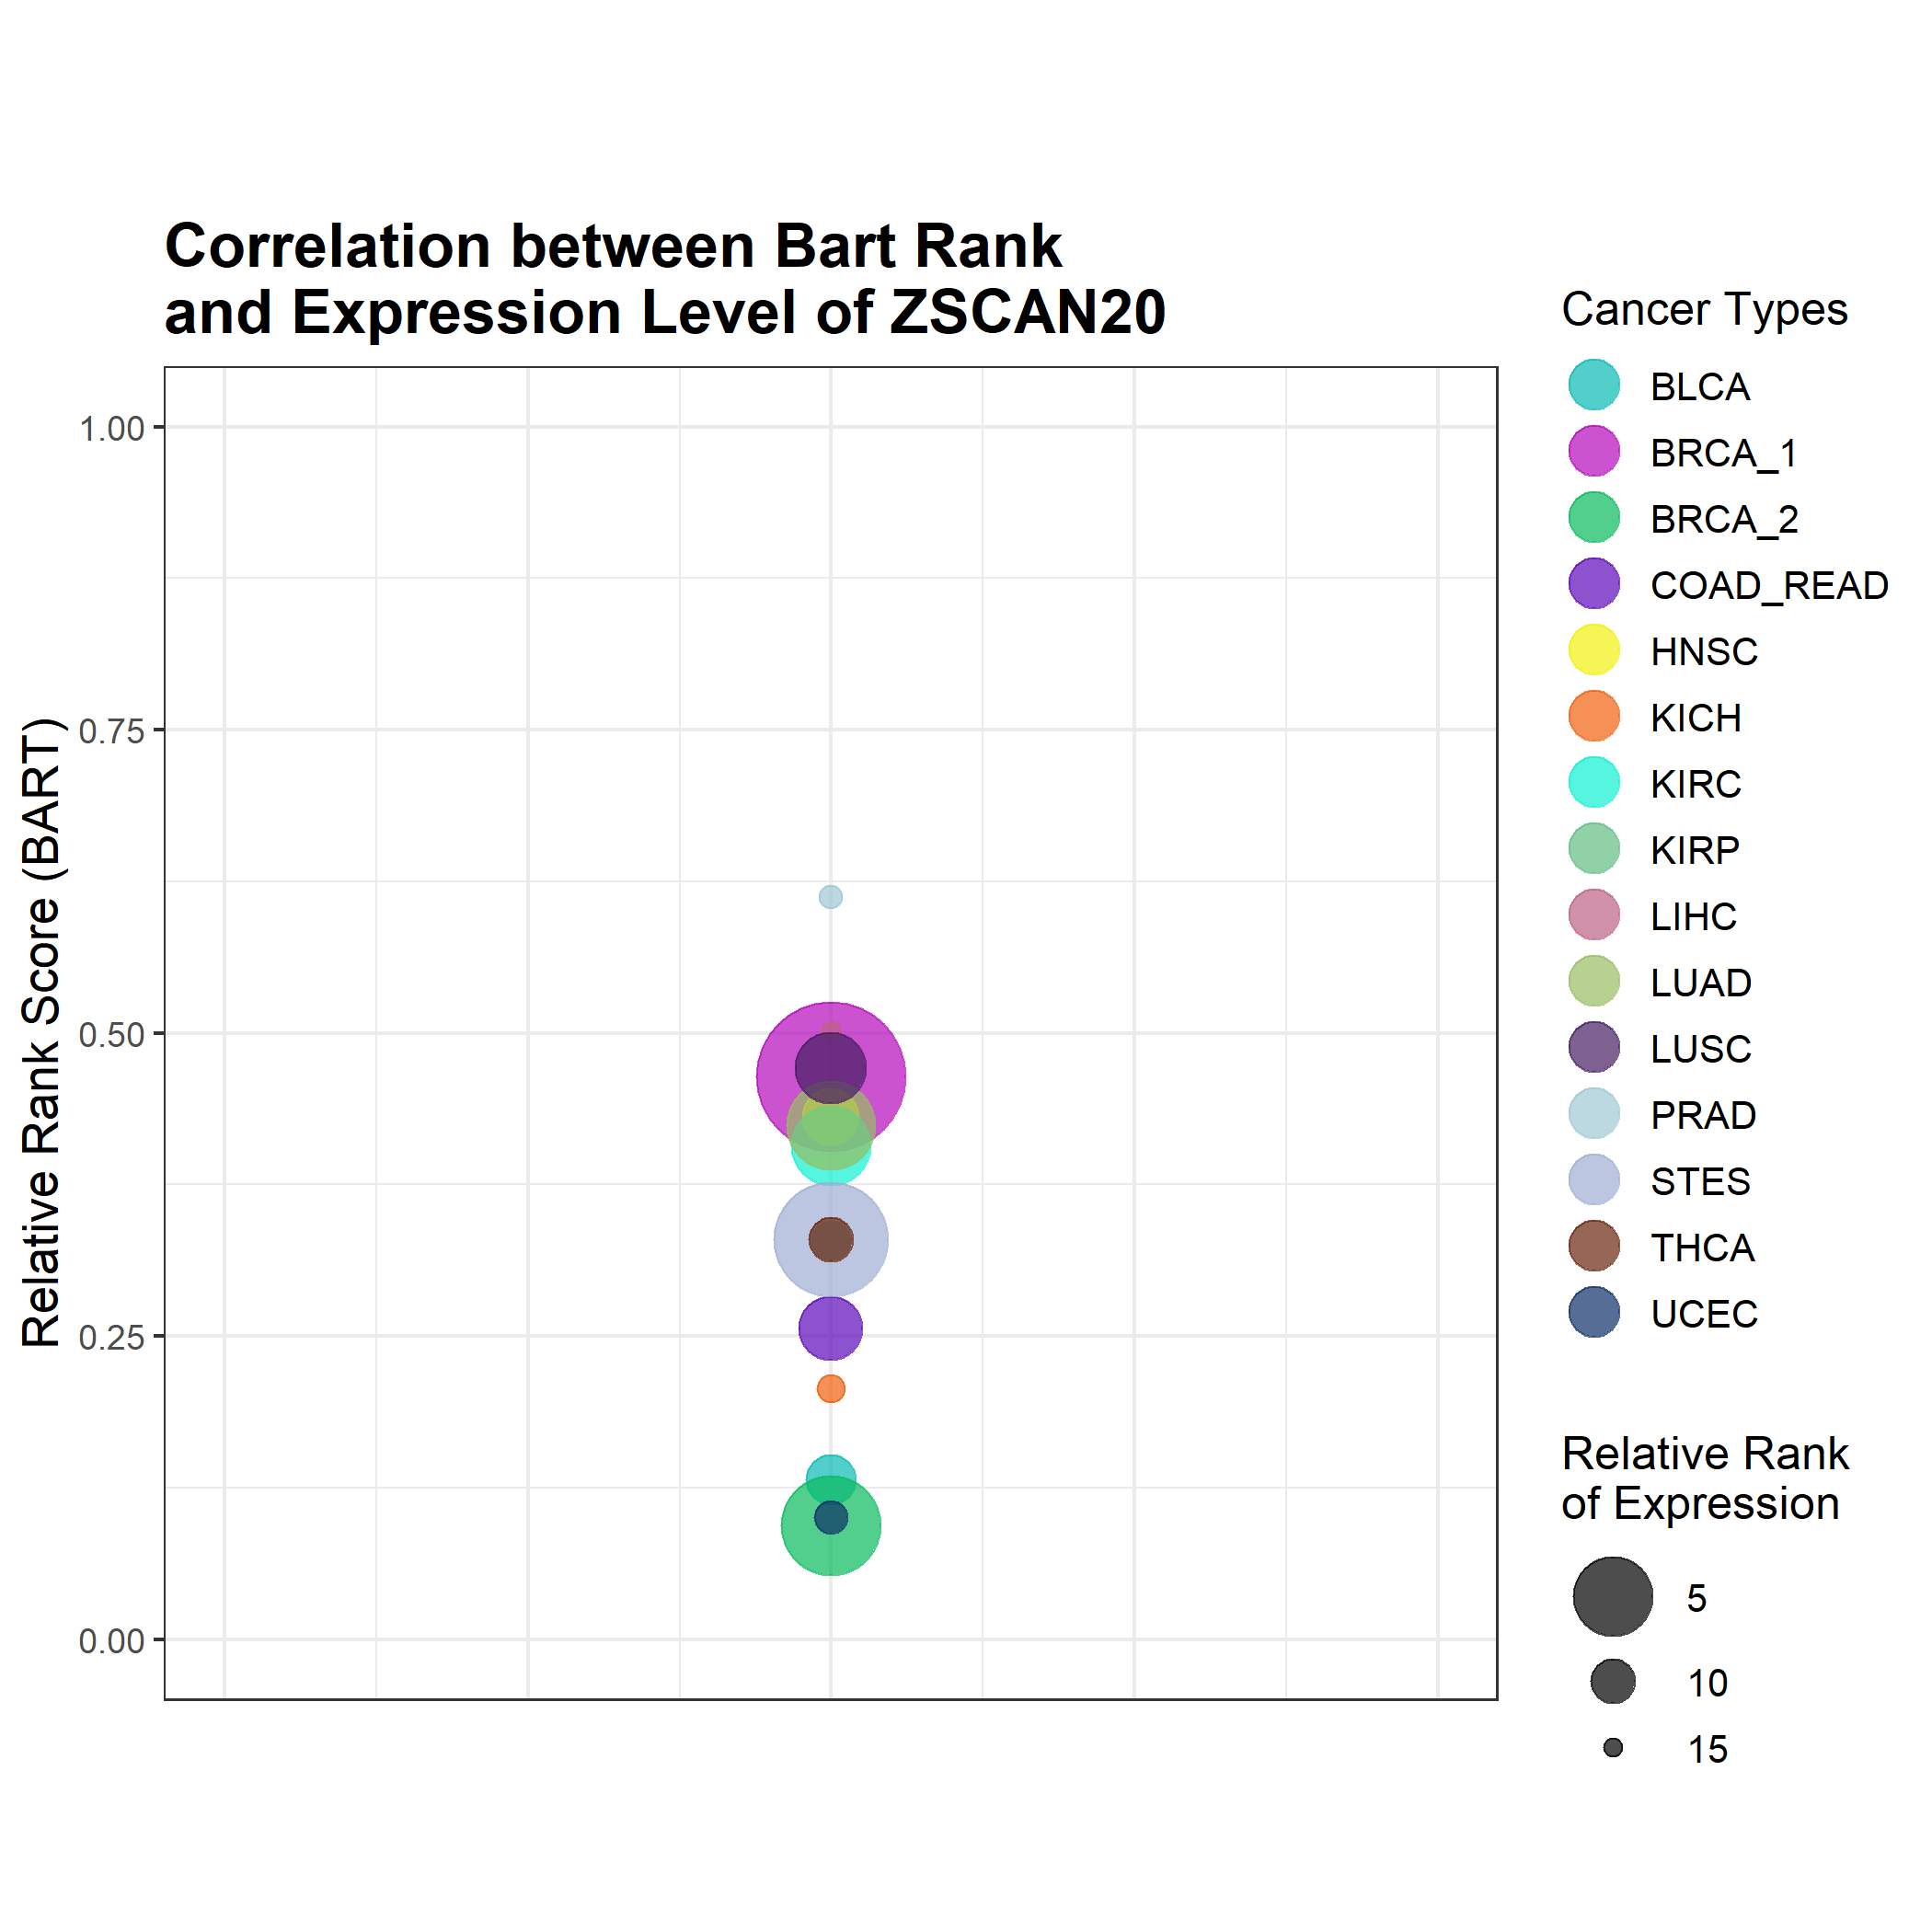 Correlation between Bart Rank
and Expression Level of ZSCAN20
Relative Rank Score (BART)
1.00
0.75
0.50
0.25
0.00
Cancer Types
BLCA
BRCA_1
BRCA_2
COAD_READ
HNSC
KICH
KIRC
KIRP
LIHC
LUAD
LUSC
PRAD
STES
THCA
UCEC
Relative Rank
of Expression
5
10
15